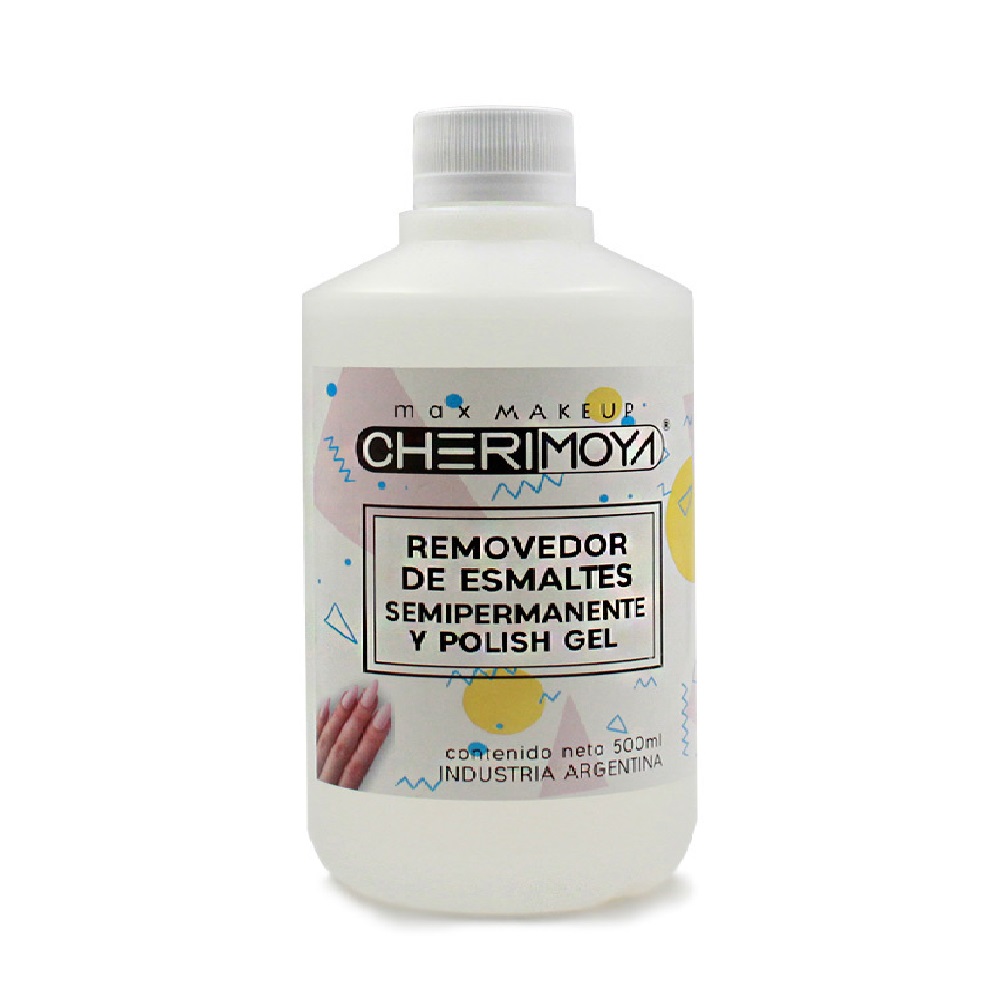 max MAKEUP
CHERIMOYA®
REMOVEDOR
DE ESMALTES
SEMIPERMANENTE
Y POLISH GEL
contenido neto 500ml
INDUSTRIA ARGENTINA